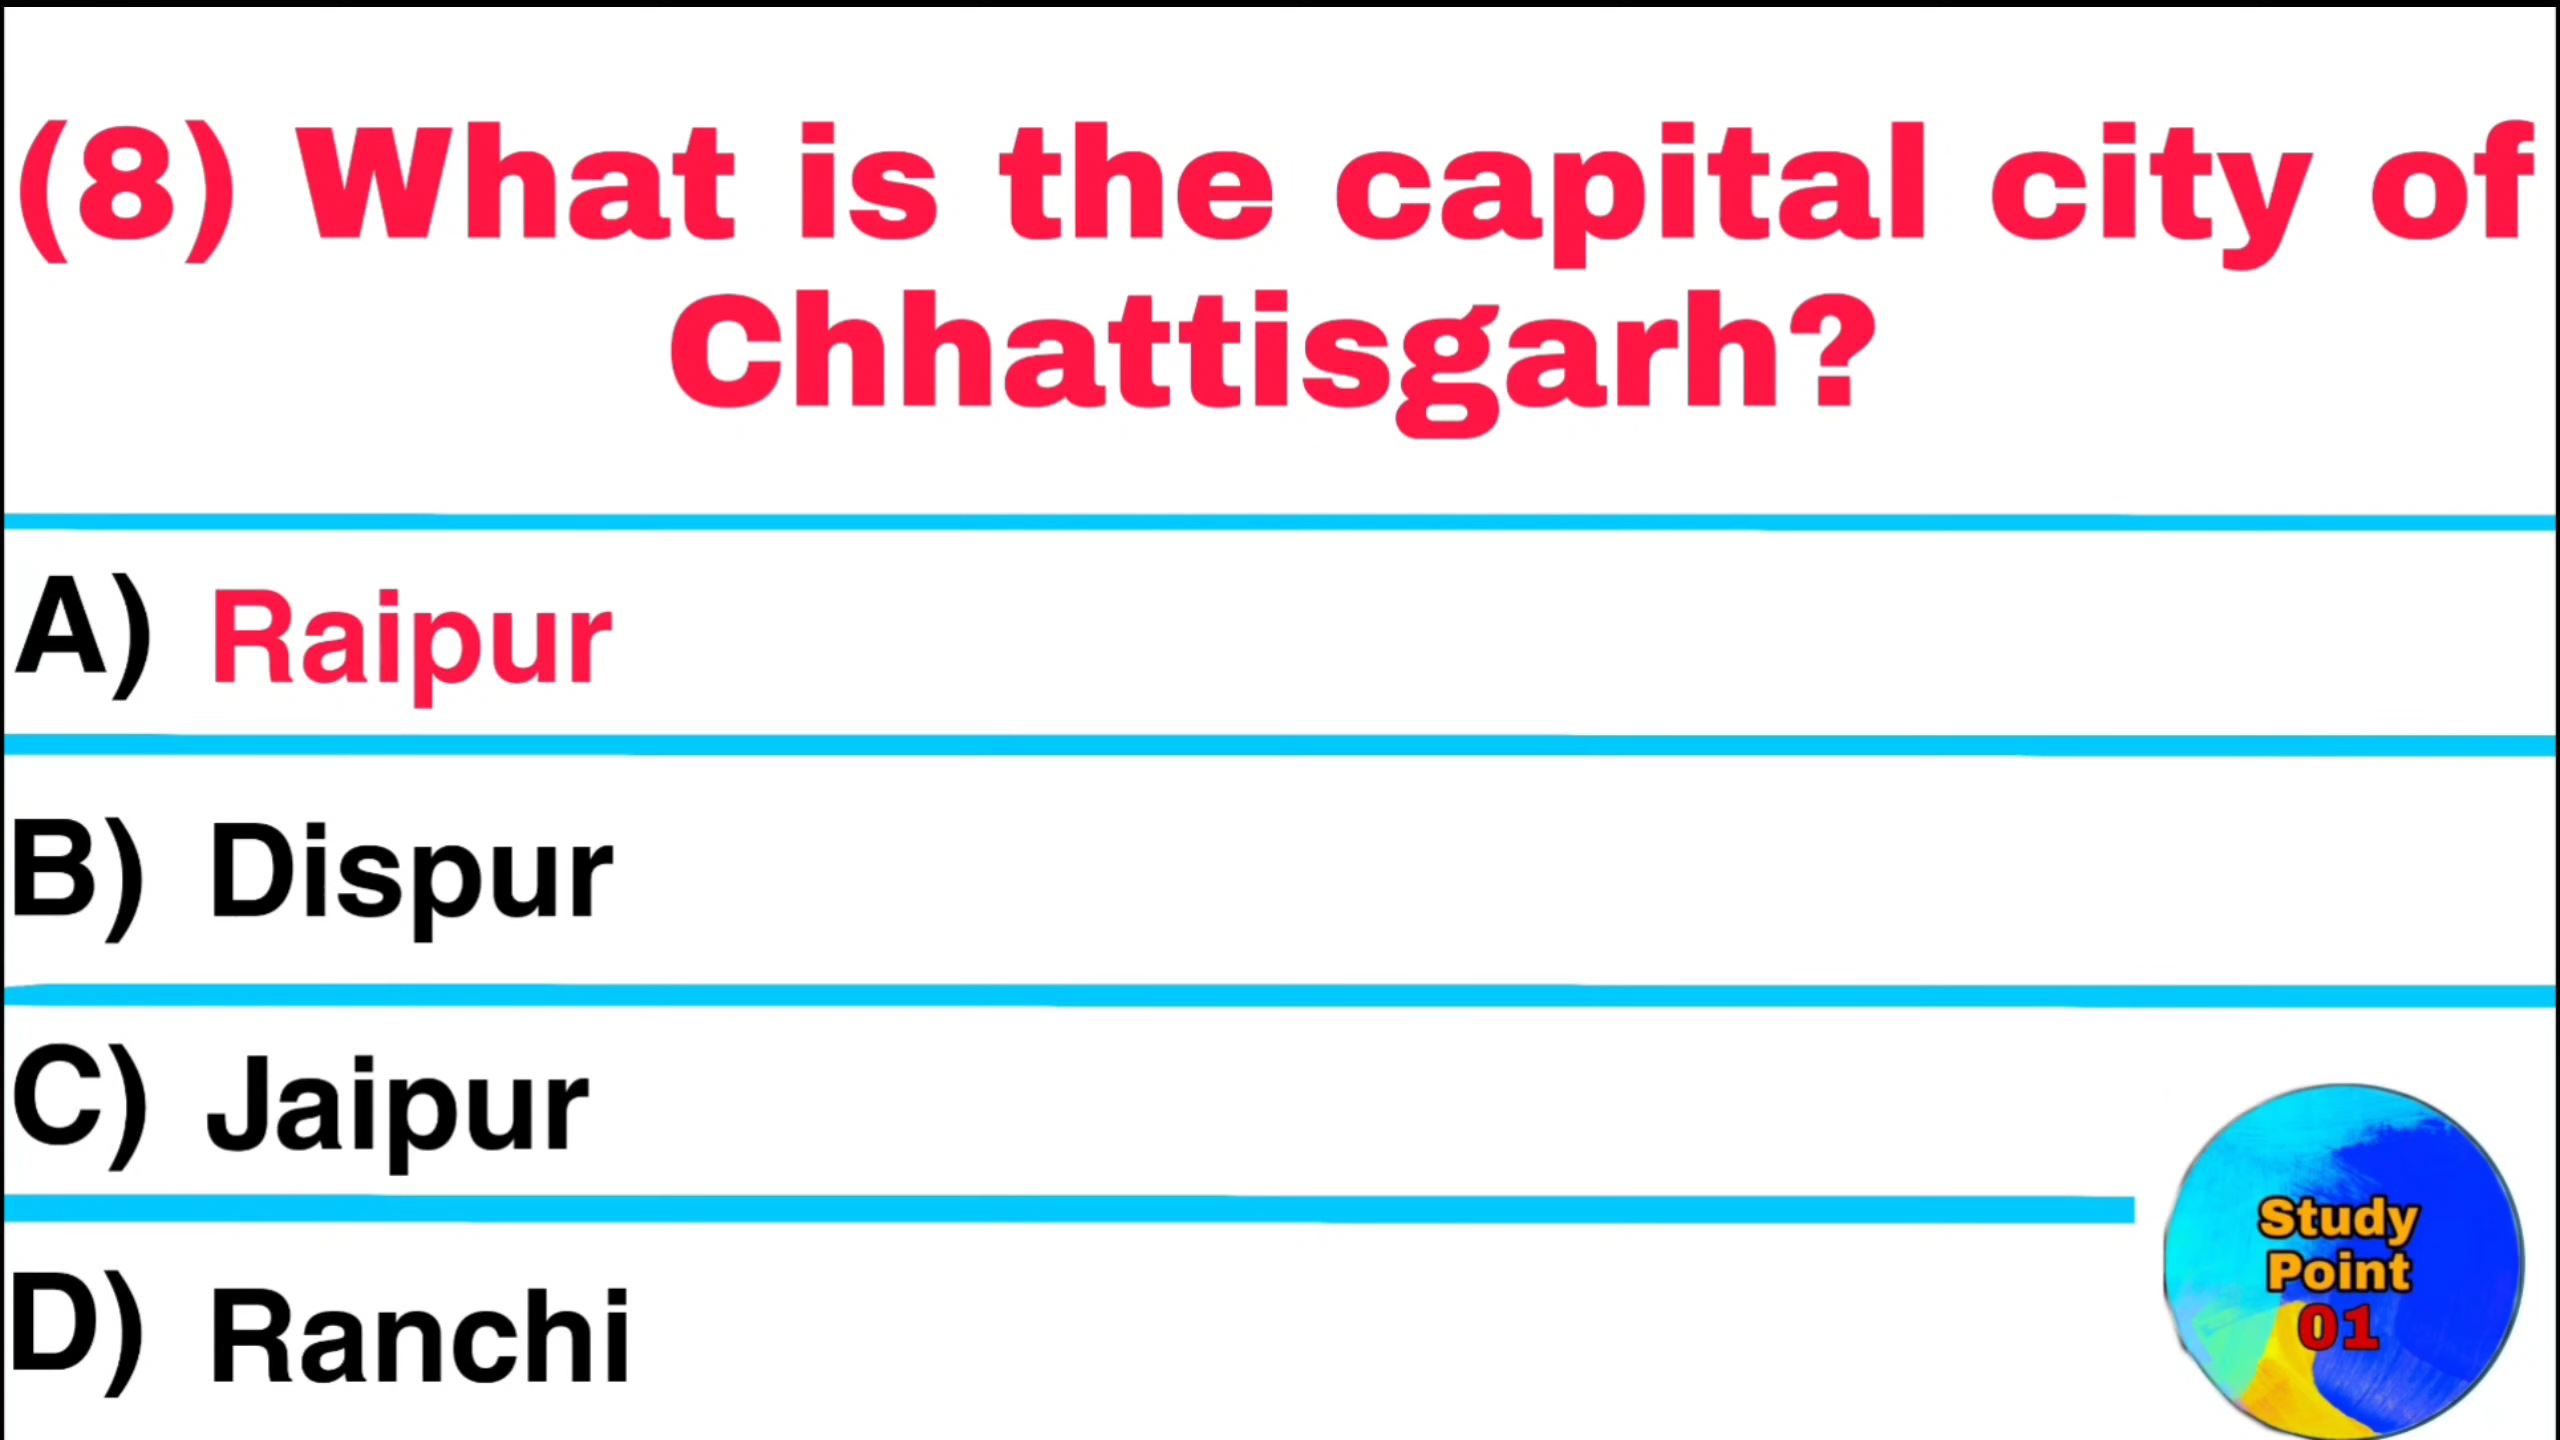 (8) What is the capital city of
Chhattisgarh?
A) Raipur
B) Dispur
C) Jaipur
D) Ranchi
Study
Point
01